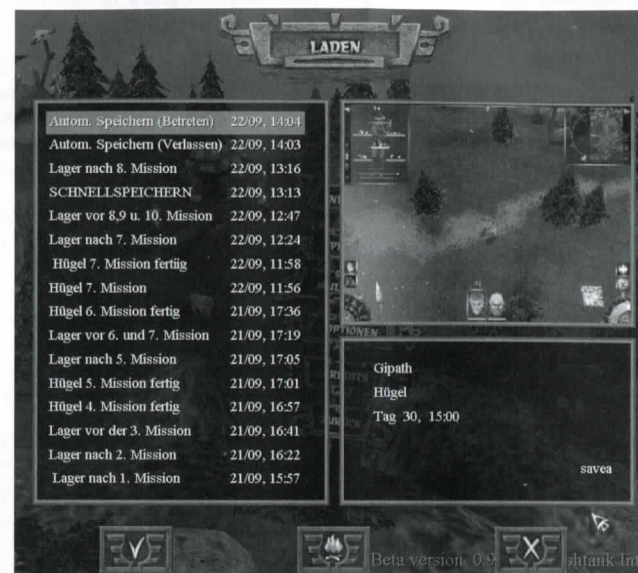 LADEN
Autom. Speichern (Betreten) 22/09, 14:04
Autom. Speichern (Verlassen) 22/09, 14:03
Lager nach 8. Mission 22/09, 13:16
SCHNELLSPEICHERN 22/09, 13:13
Lager vor 8,9 u. 10. Mission 22/09, 12:47
Lager nach 7. Mission 22/09, 12:24
Hügel 7. Mission fertiig 22/09, 11:58
Hügel 7. Mission 22/09, 11:56
Hügel 6. Mission fertig 21/09, 17:36
Lager vor 6. und 7. Mission 21/09, 17:19
Lager nach 5. Mission 21/09, 17:05
Hügel 5. Mission fertig 21/09, 17:01
Hügel 4. Mission fertig 21/09, 16:57
Lager vor der 3. Mission 21/09, 16:41
Lager nach 2. Mission 21/09, 16:22
Lager nach 1. Mission 21/09, 15:57
Gipath
Hügel
Tag 30, 15:00
savea
Beta version 0.9